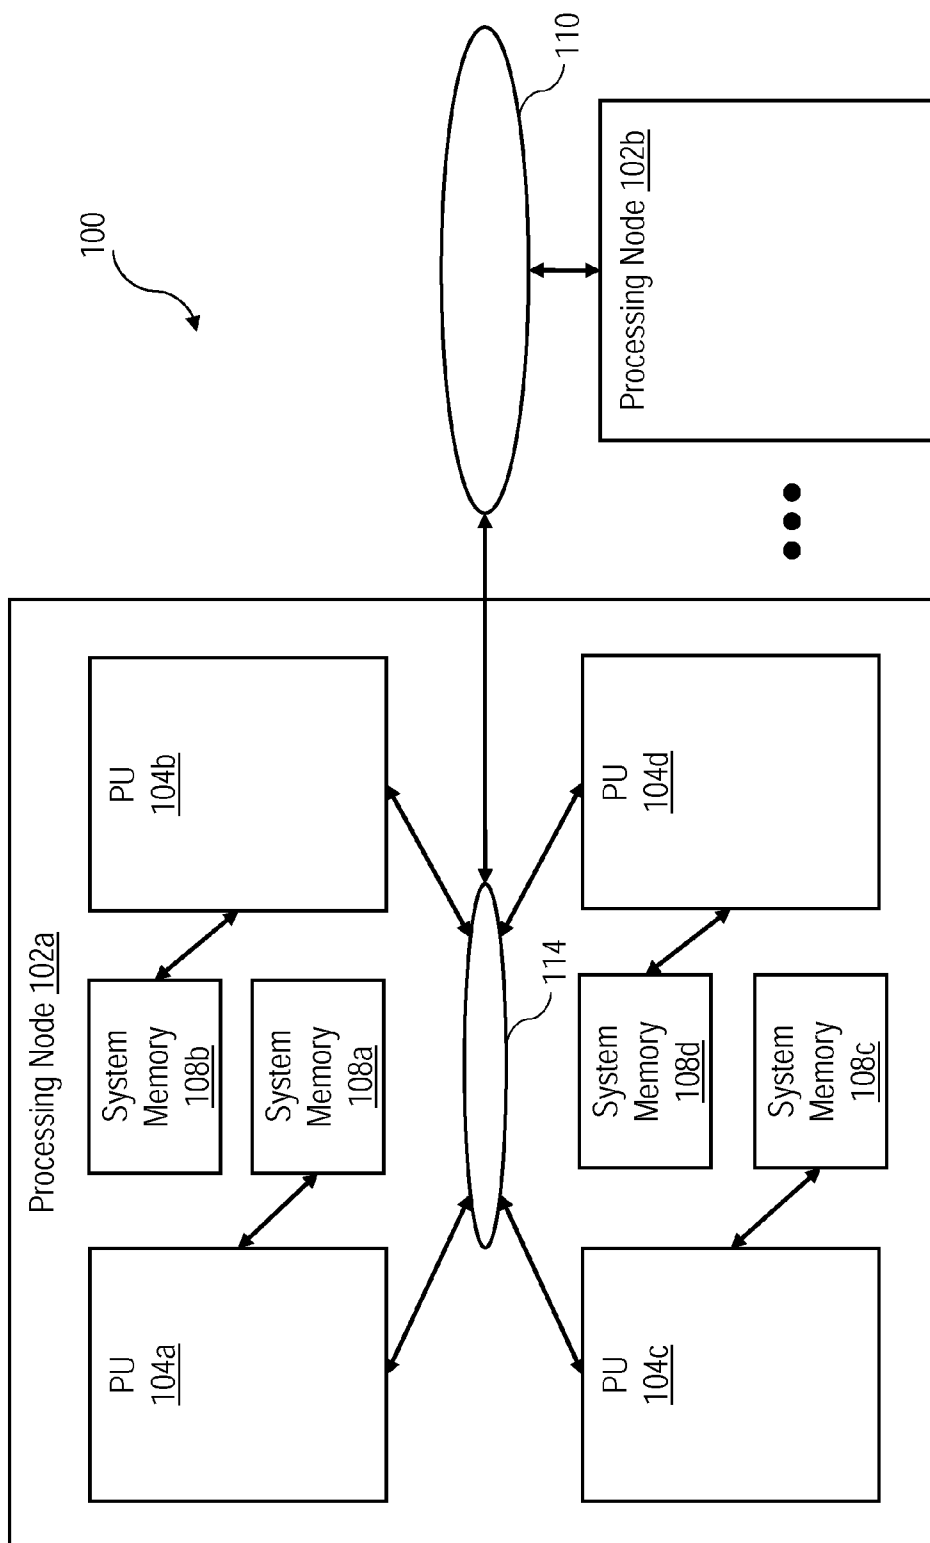 100
110
Processing Node 102a
PU
104a
System
Memory
108b
System
Memory
108a
PU
104b
114
PU
104c
System
Memory
108d
System
Memory
108c
PU
104d
Processing Node 102b